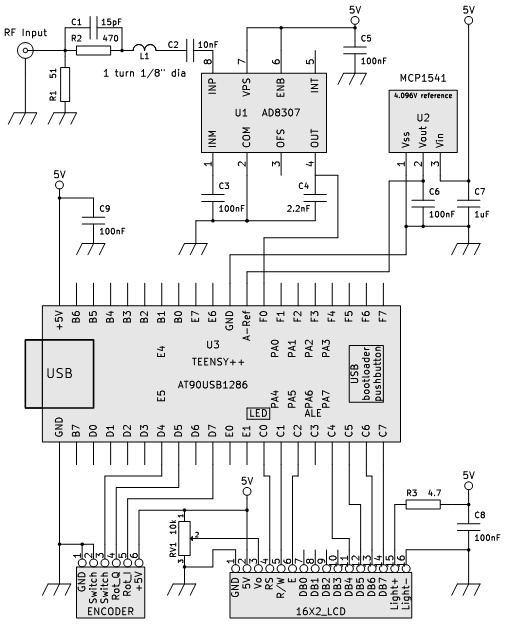 C1 15pF
RF Input
R2 470
C2 10nF
L1
1 turn 1/8" dia
R1 51
5V
C5
100nF
5V
MCP1541
4.096V reference
U2
Vss Vout Vin
1 2 3
8 7 6 5
INP VPS ENB INT
U1 AD8307
INM COM OFS OUT
1 2 3 4
C3
100nF
C4
2.2nF
C6
100nF
C7
1uF
5V
C9
100nF
+5V B6 B5 B4 B3 B2 B1 B0 E7 E6 GND A-Ref F0 F1 F2 F3 F4 F5 F6 F7
E4
U3
PA0 PA1 PA2 PA3
TEENSY++
USB
AT90USB1286
USB
bootloader
pushbutton
E5
PA4 PA5 PA6 PA7
LED
ALE
GND B7 D0 D1 D2 D3 D4 D5 D6 D7 E0 E1 C0 C1 C2 C3 C4 C5 C6 C7
5V
5V
R3 4.7
C8
100nF
RV1 10k
1
2
3
1 2 3 4 5 6
GND Switch Switch Rot_Q Rot_I +5V
ENCODER
1 2 3 4 5 6 7 8 9 10 11 12 13 14 15 16
GND 5V Vo RS R/W E DB0 DB1 DB2 DB3 DB4 DB5 DB6 DB7 Light+ Light-
16X2_LCD